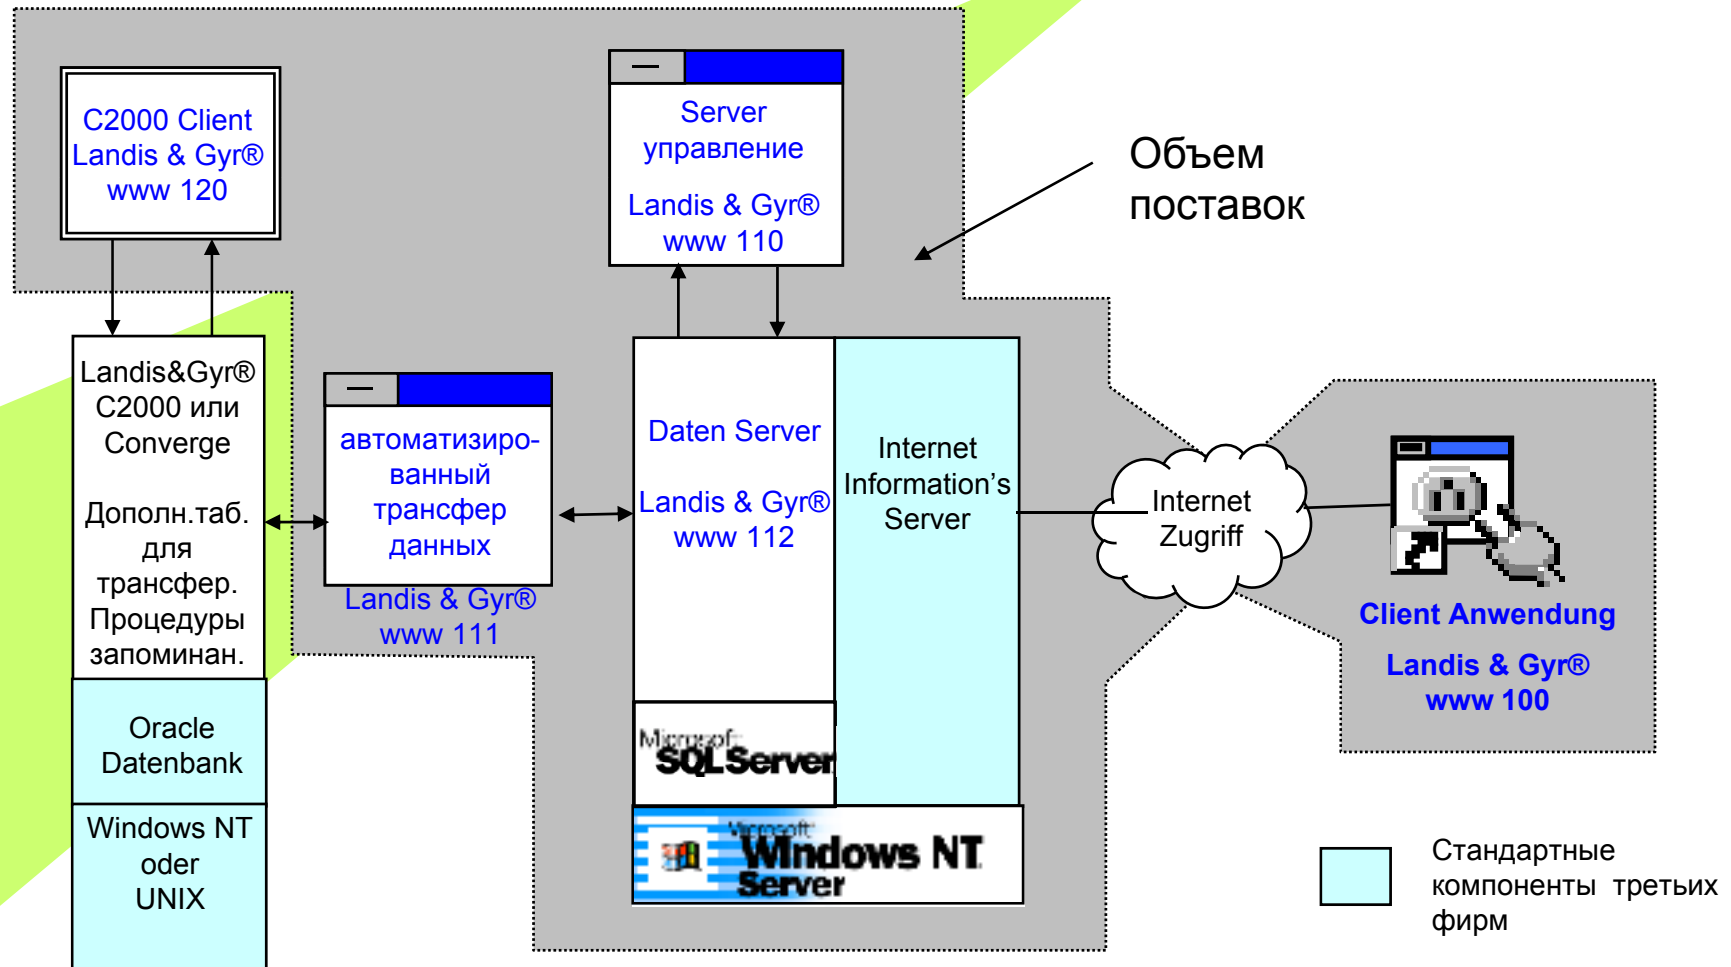 C2000 Client
Landis & Gyr®
www 120
Server
управление
Landis & Gyr®
www 110
Объем
поставок
Landis&Gyr®
C2000 или
Converge
Дополн.таб.
для
трансфер.
Процедуры
запоминан.
Oracle
Datenbank
Windows NT
oder
UNIX
автоматизиро-
ванный
трансфер
данных
Landis & Gyr®
www 111
Daten Server
Landis & Gyr®
www 112
Microsoft
SQL Server
Internet
Information’s
Server
Microsoft
Windows NT
Server
Internet
Zugriff
Client Anwendung
Landis & Gyr®
www 100
Стандартные
компоненты третьих
фирм